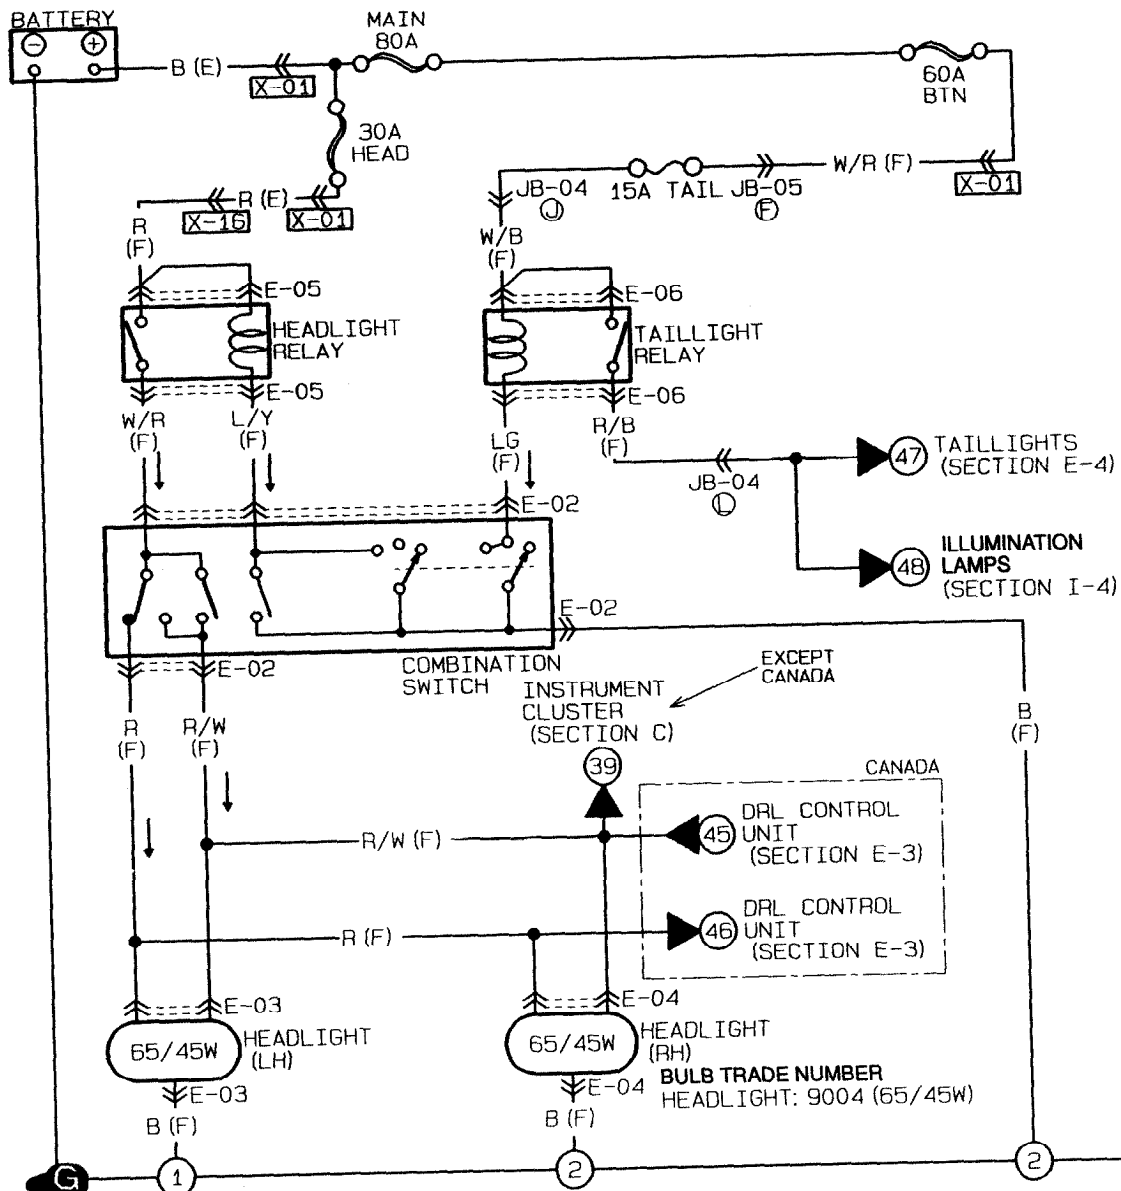 BATTERY
MAIN
80A
B (E)
X-01
60A
BTN
30A
HEAD
W/R (F)
X-01
JB-04
15A TAIL
JB-05
J
F
R (E)
X-16
X-01
R
(F)
W/B
(F)
E-05
E-06
HEADLIGHT
RELAY
TAILLIGHT
RELAY
E-05
E-06
W/R
(F)
L/Y
(F)
LG
(F)
R/B
(F)
47
TAILLIGHTS
(SECTION E-4)
JB-04
L
E-02
48
ILLUMINATION
LAMPS
(SECTION I-4)
E-02
E-02
COMBINATION
SWITCH
EXCEPT
CANADA
INSTRUMENT
CLUSTER
(SECTION C)
R
(F)
R/W
(F)
B
(F)
39
CANADA
R/W (F)
45
DRL CONTROL
UNIT
(SECTION E-3)
R (F)
46
DRL CONTROL
UNIT
(SECTION E-3)
E-03
E-04
65/45W
HEADLIGHT
(LH)
65/45W
HEADLIGHT
(RH)
E-03
E-04
BULB TRADE NUMBER
HEADLIGHT: 9004 (65/45W)
B (F)
B (F)
G
1
2
2